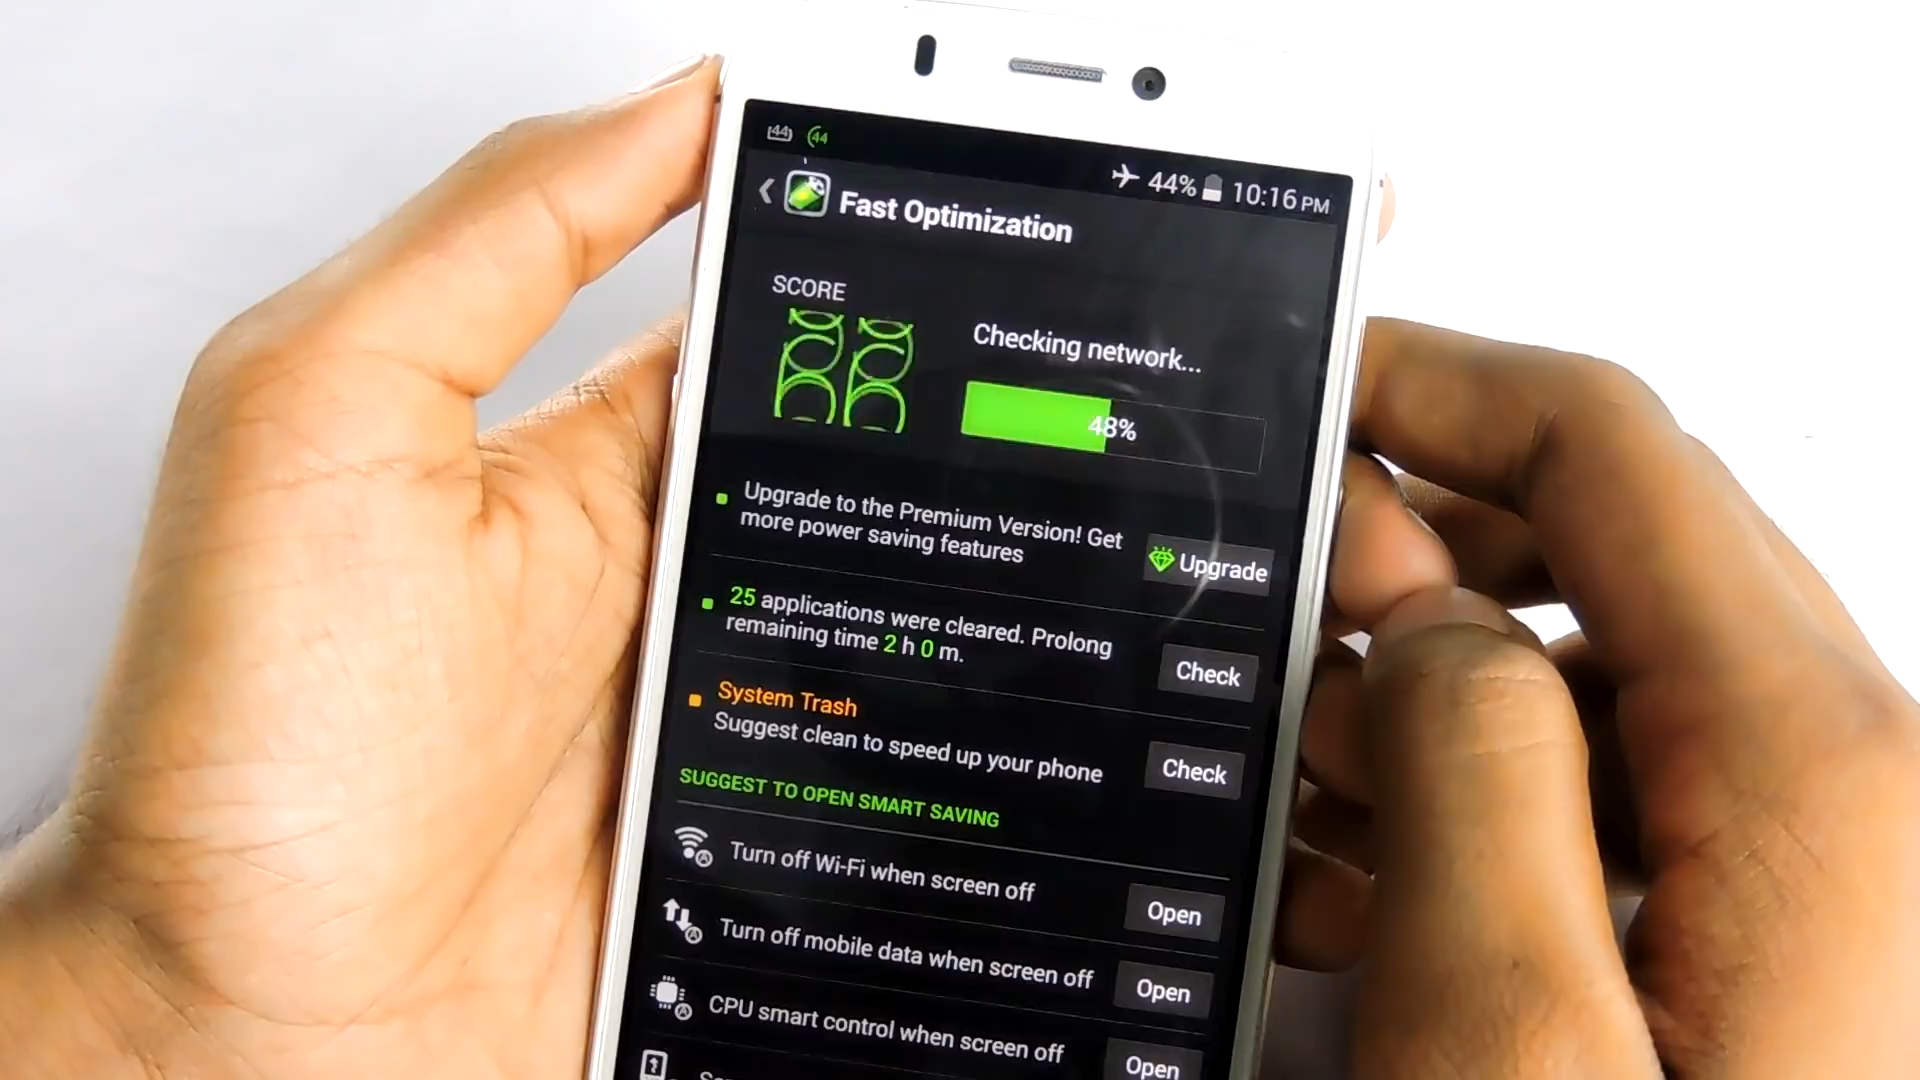 44 44
44% 10:16 PM
Fast Optimization
SCORE
Checking network...
48%
Upgrade to the Premium Version! Get
more power saving features
Upgrade
25 applications were cleared. Prolong
remaining time 2 h 0 m.
Check
System Trash
Suggest clean to speed up your phone
Check
SUGGEST TO OPEN SMART SAVING
Turn off Wi-Fi when screen off
Open
Turn off mobile data when screen off
Open
CPU smart control when screen off
Open